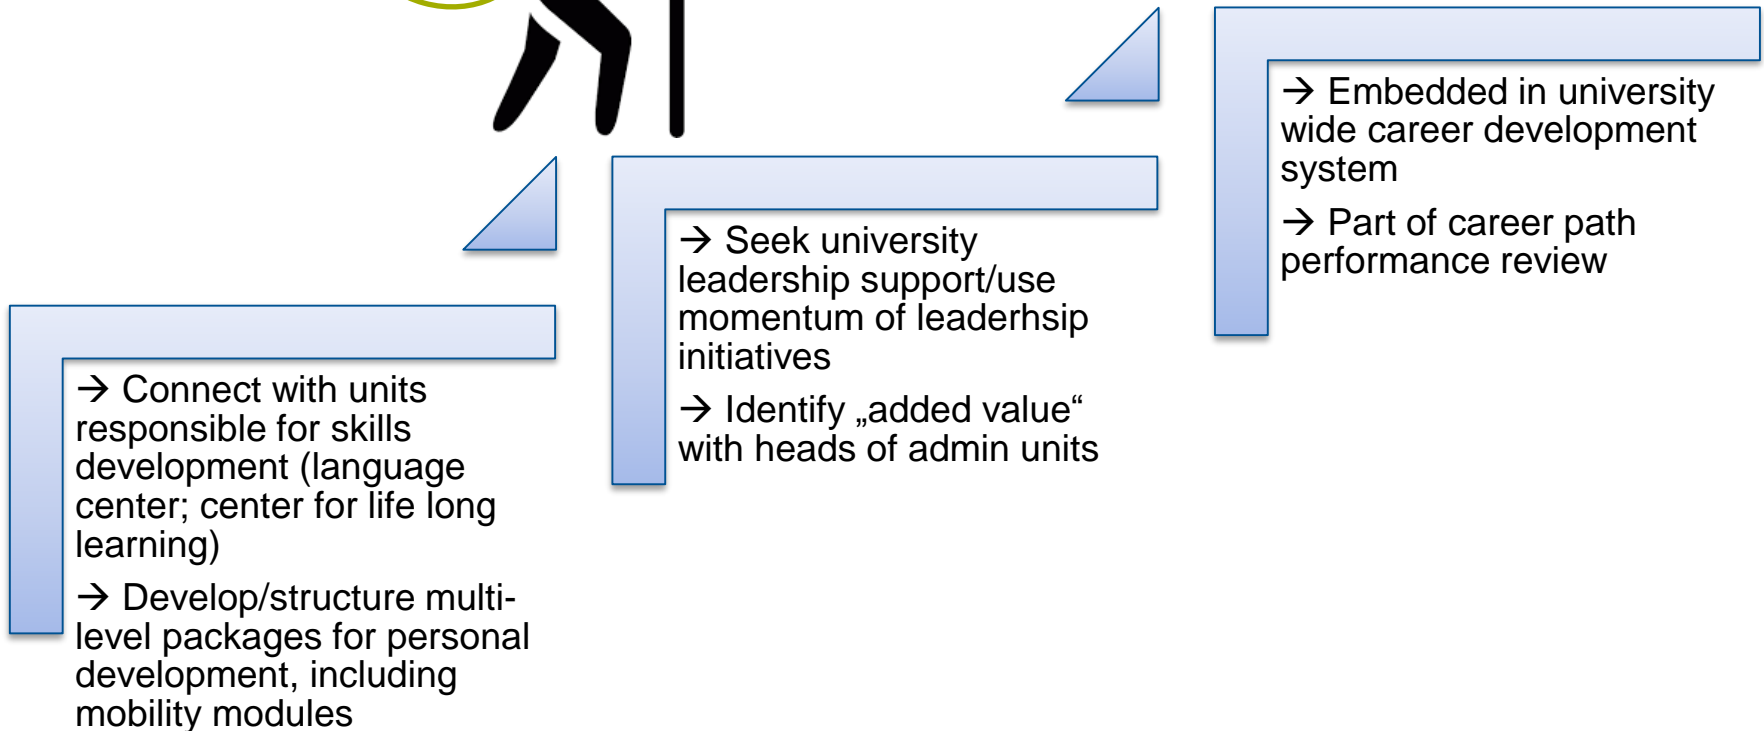 → Connect with units
responsible for skills
development (language
center; center for life long
learning)
→ Develop/structure multi-
level packages for personal
development, including
mobility modules
→ Seek university
leadership support/use
momentum of leaderhsip
initiatives
→ Identify „added value“
with heads of admin units
→ Embedded in university
wide career development
system
→ Part of career path
performance review